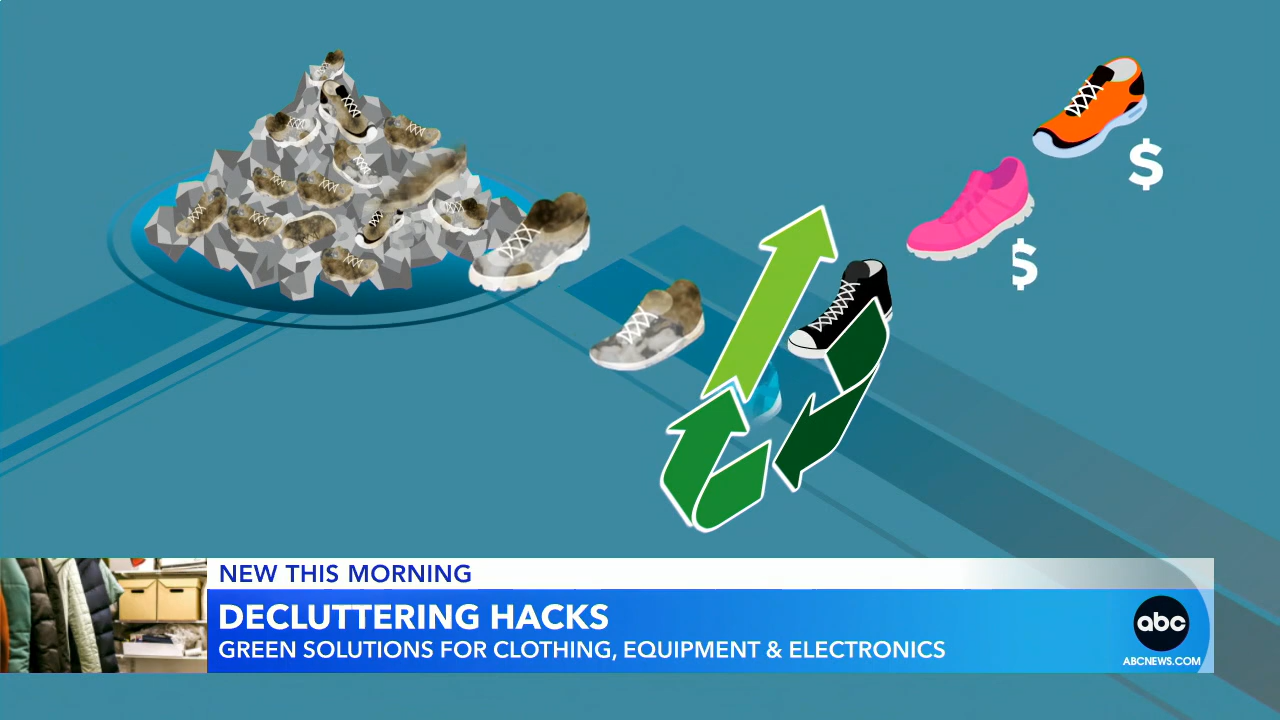 $
$
NEW THIS MORNING
DECLUTTERING HACKS
GREEN SOLUTIONS FOR CLOTHING, EQUIPMENT & ELECTRONICS
abc
ABCNEWS.COM